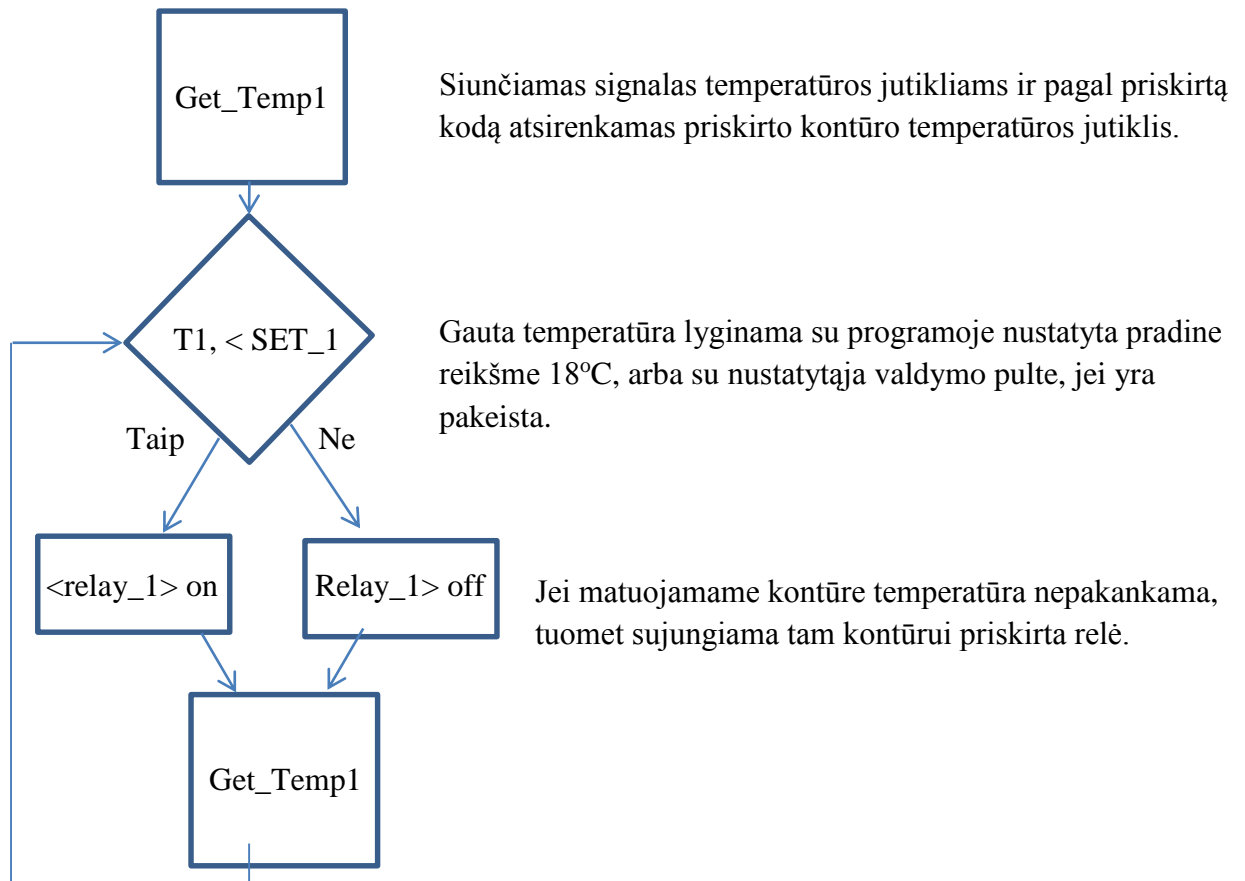 Get_Temp1
Siunčiamas signalas temperatūros jutikliams ir pagal priskirtą
kodą atsirenkamas priskirto kontūro temperatūros jutiklis.
T1, < SET_1
Gauta temperatūra lyginama su programoje nustatyta pradine
reikšme 18°C, arba su nustatytąja valdymo pulte, jei yra
pakeista.
Taip
Ne
<relay_1> on
Relay_1> off
Jei matuojamame kontūre temperatūra nepakankama,
tuomet sujungiama tam kontūrui priskirta relė.
Get_Temp1